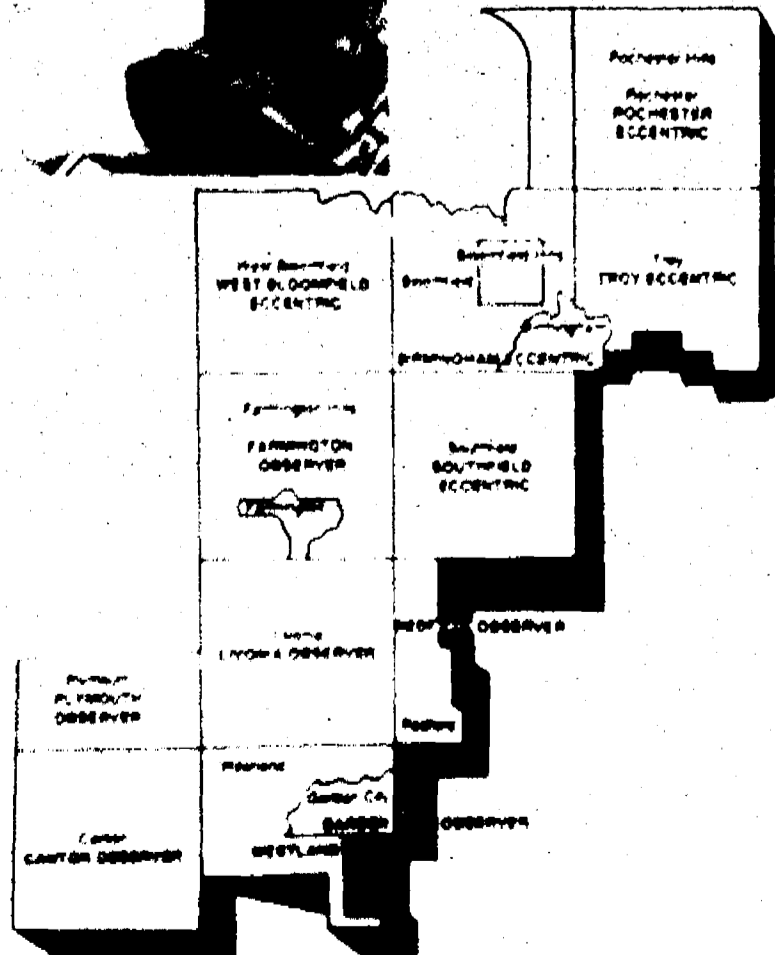 Rochester Hills
Rochester
ROCHESTER
ECCENTRIC
West Bloomfield
WEST BLOOMFIELD
ECCENTRIC
Bloomfield Hills
Bloomfield
Troy
TROY ECCENTRIC
BIRMINGHAM ECCENTRIC
Farmington Hills
FARMINGTON
OBSERVER
Southfield
SOUTHFIELD
ECCENTRIC
OBSERVER
Livonia
LIVONIA OBSERVER
Plymouth
PLYMOUTH
OBSERVER
Redford
Westland
Garden City
GARDEN OBSERVER
WESTLAND
Canton
CANTON OBSERVER